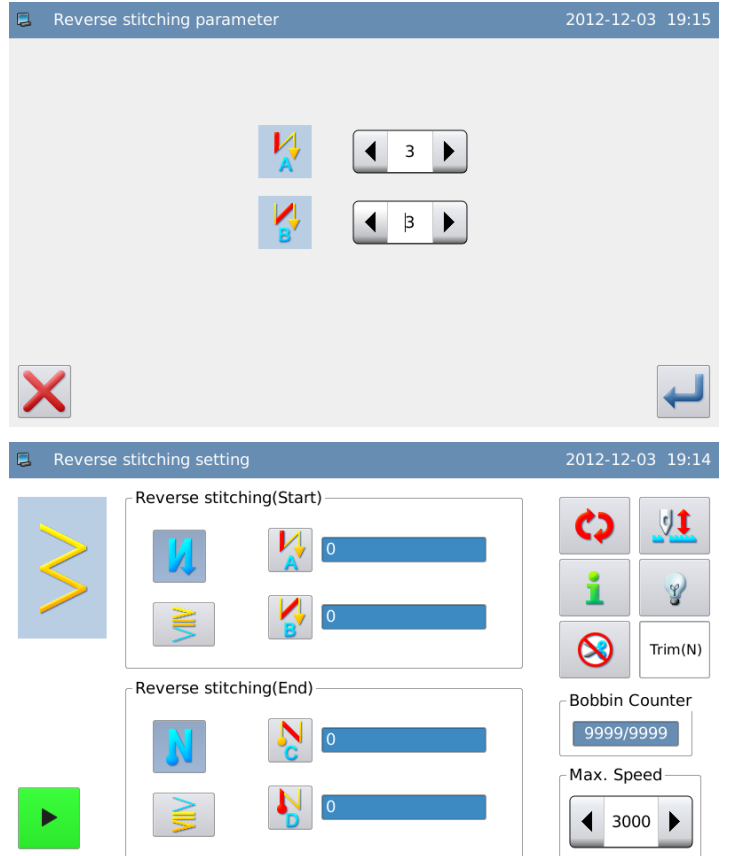 Reverse stitching parameter 2012-12-03 19:15
A 3
B 3
Reverse stitching setting 2012-12-03 19:14
Reverse stitching(Start)
A 0
B 0
Trim(N)
Reverse stitching(End)
Bobbin Counter
9999/9999
C 0
Max. Speed
D 0
3000